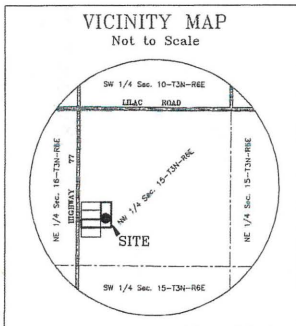 VICINITY MAP
Not to Scale
SW 1/4 Sec. 10-T3N-R6E
LILAC ROAD
NE 1/4 Sec. 16-T3N-R6E
HIGHWAY 77
NW 1/4 Sec. 15-T3N-R6E
NE 1/4 Sec. 15-T3N-R6E
SITE
SW 1/4 Sec. 15-T3N-R6E